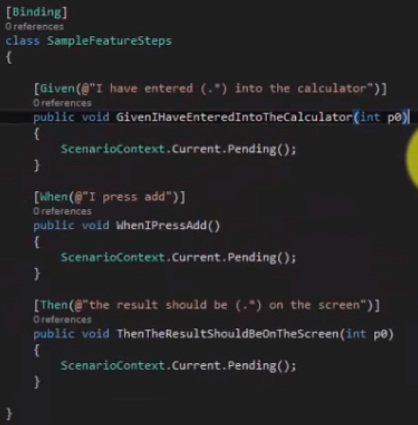 [Binding]
0 references
class SampleFeatureSteps
{
[Given(@"I have entered (.*) into the calculator")]
0 references
public void GivenIHaveEnteredIntoTheCalculator(int p0)
{
ScenarioContext.Current.Pending();
}
[When(@"I press add")]
0 references
public void WhenIPressAdd()
{
ScenarioContext.Current.Pending();
}
[Then(@"the result should be (.*) on the screen")]
0 references
public void ThenTheResultShouldBeOnTheScreen(int p0)
{
ScenarioContext.Current.Pending();
}
}